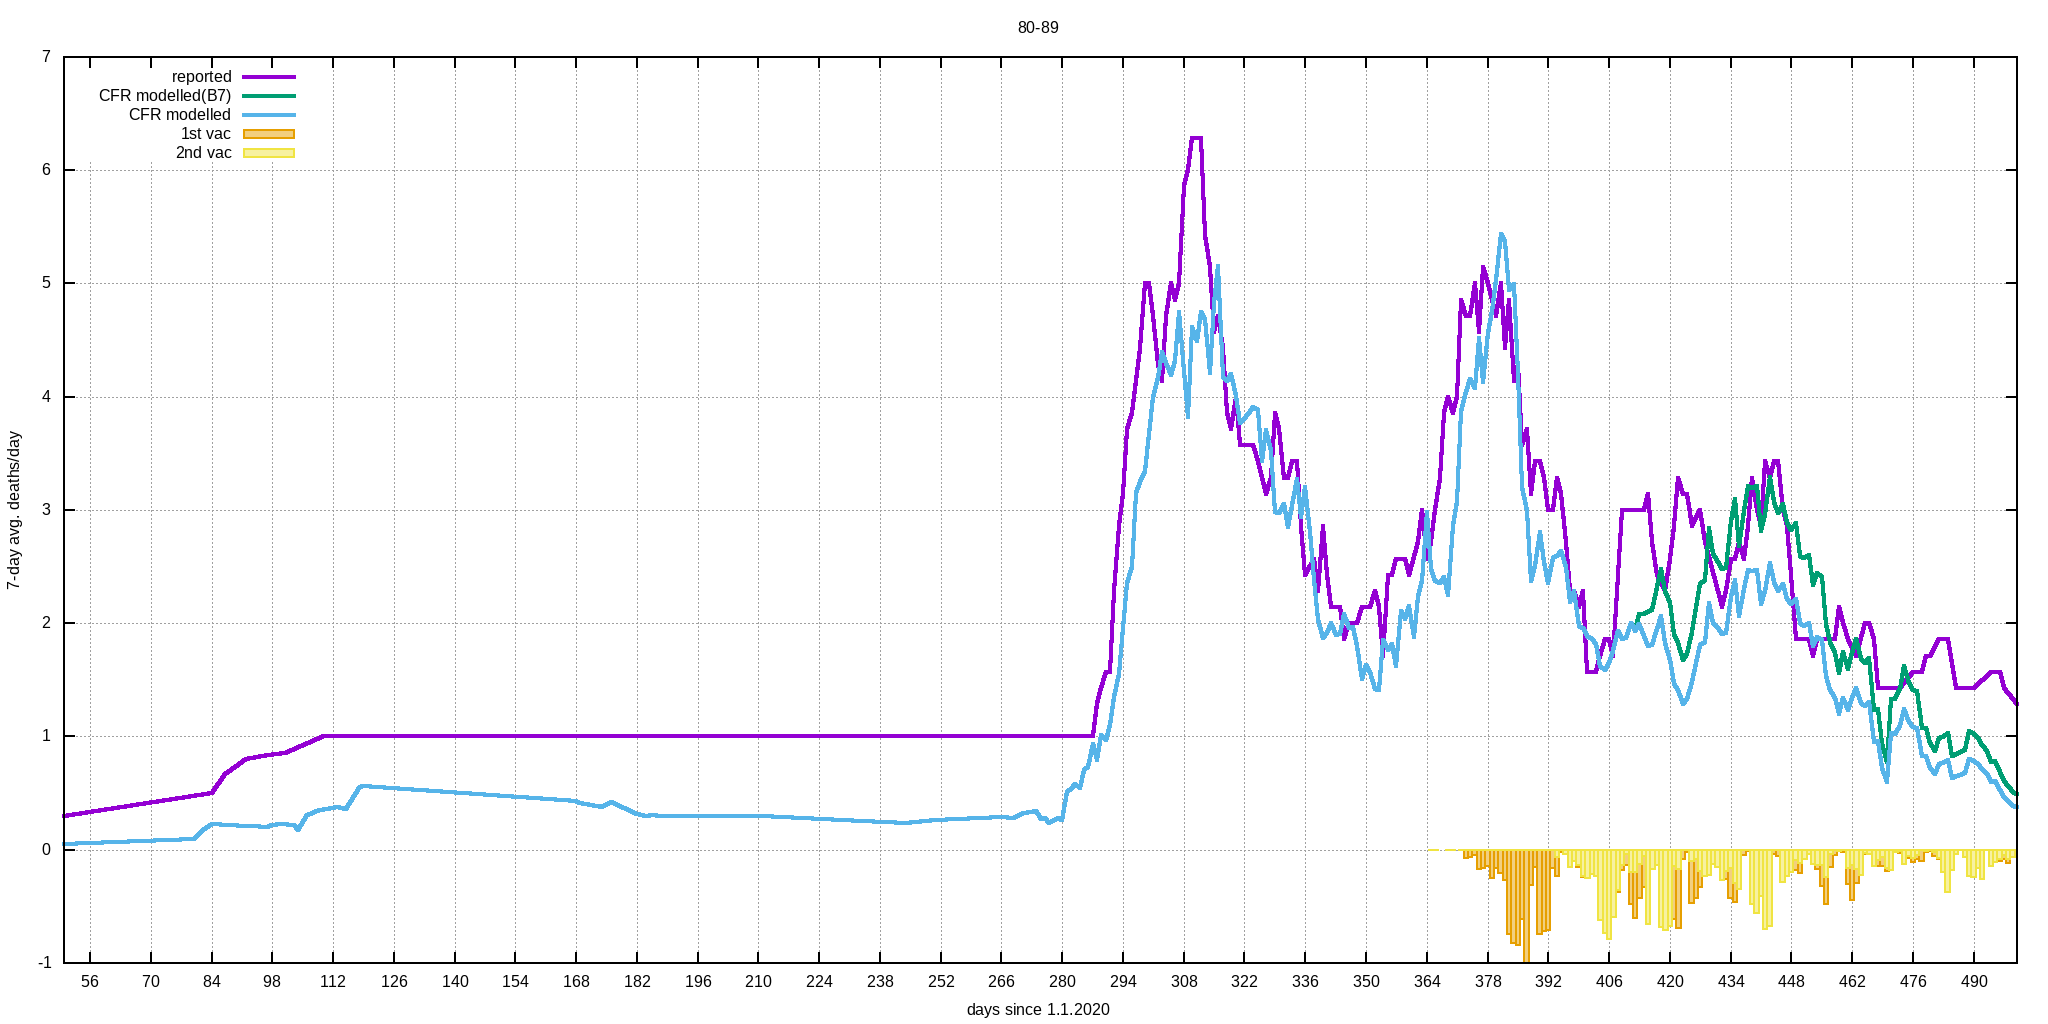 80-89
7
reported
CFR modelled(B7)
CFR modelled
1st vac
2nd vac
6
5
4
3
2
1
0
-1
7-day avg. deaths/day
56 70 84 98 112 126 140 154 168 182 196 210 224 238 252 266 280 294 308 322 336 350 364 378 392 406 420 434 448 462 476 490
days since 1.1.2020